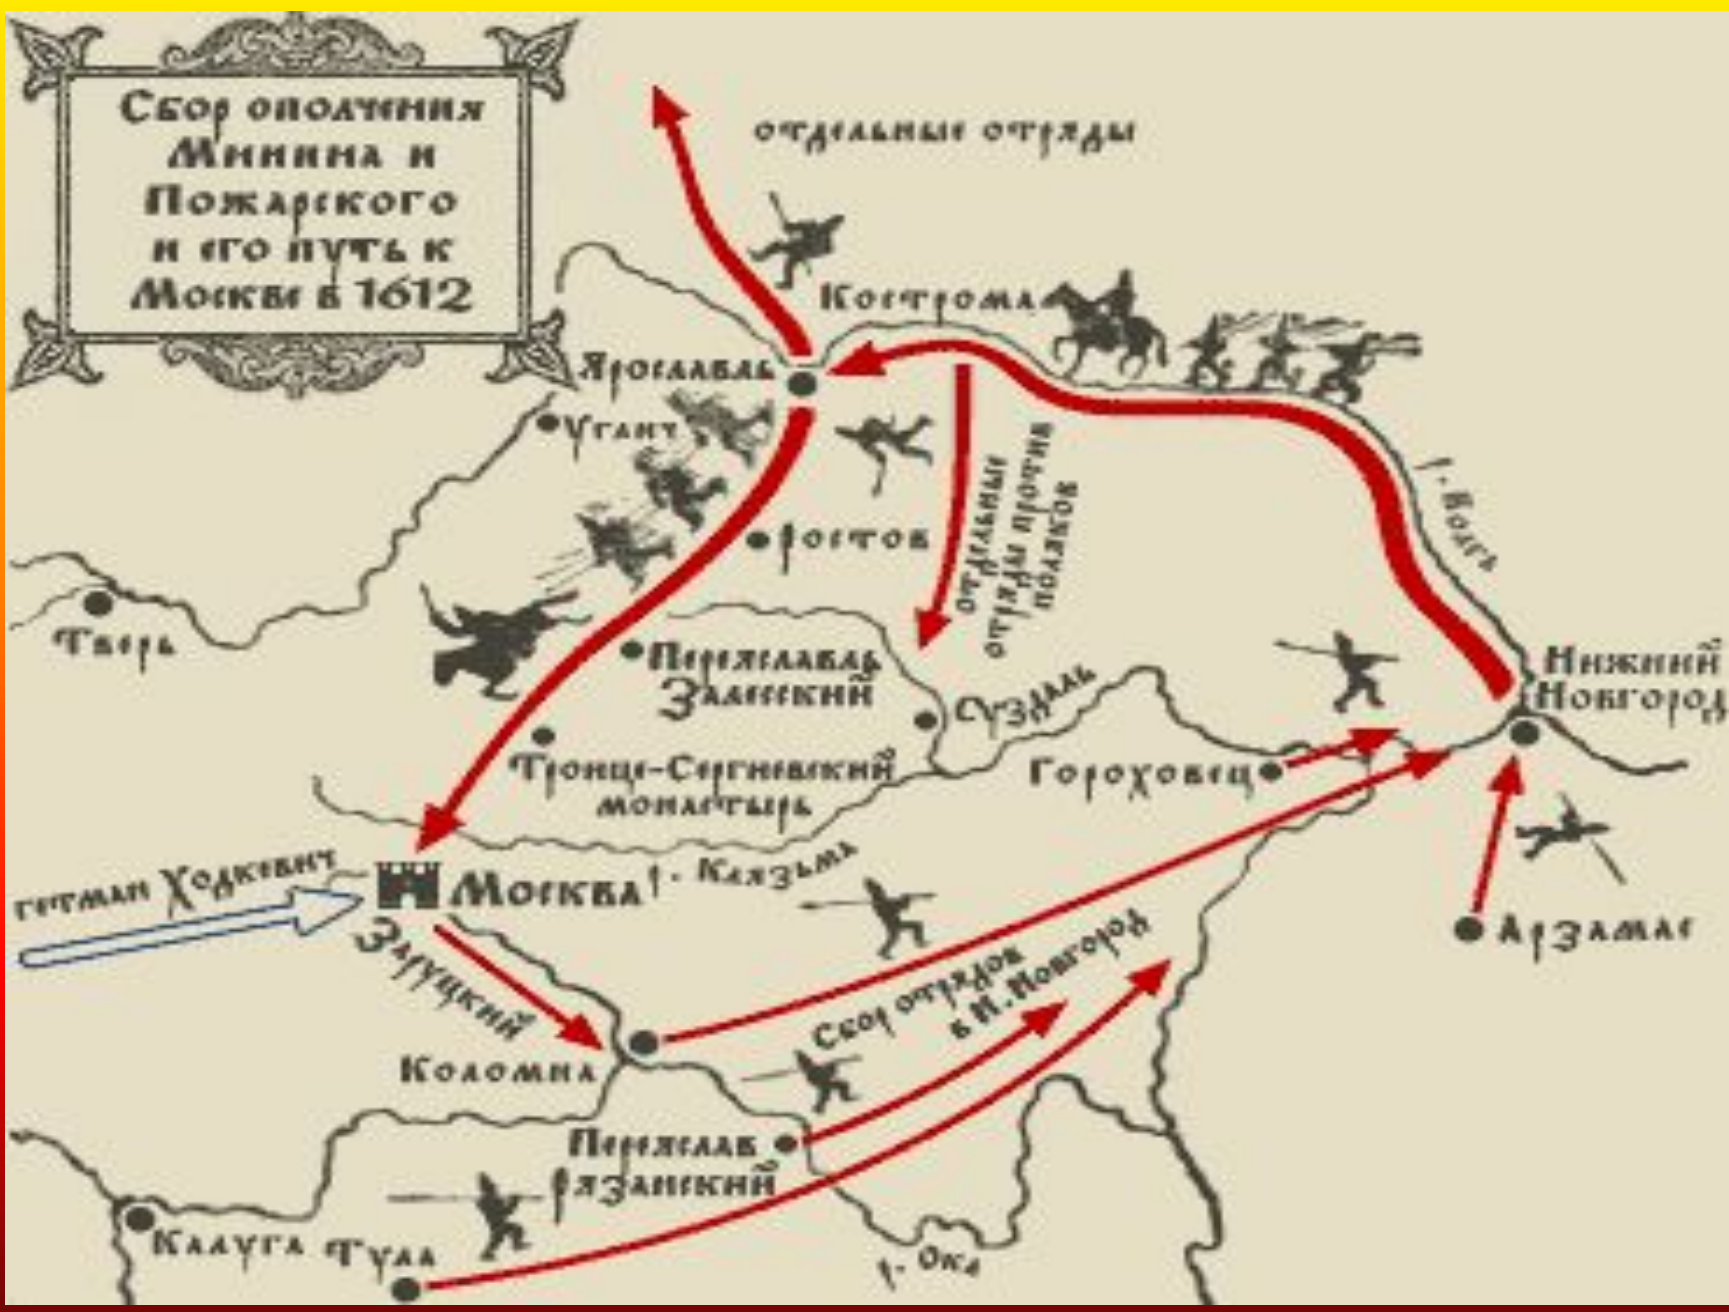 Сбор ополчения
Минина и
Пожарского
и его путь к
Москве в 1612
отдельные отряды
Кострома
Ярославль
Углич
р. Волга
отдельные
отряды против
поляков
Ростов
Тверь
Переяславль
Залесский
Суздаль
Нижний
Новгород
Троице-Сергиевский
монастырь
Гороховец
гетман Ходкевич
Москва
р. Клязьма
Заруцкий
Арзамас
Сбор отрядов
в Н. Новгород
Коломна
Переяслав
Рязанский
Калуга
Тула
р. Ока